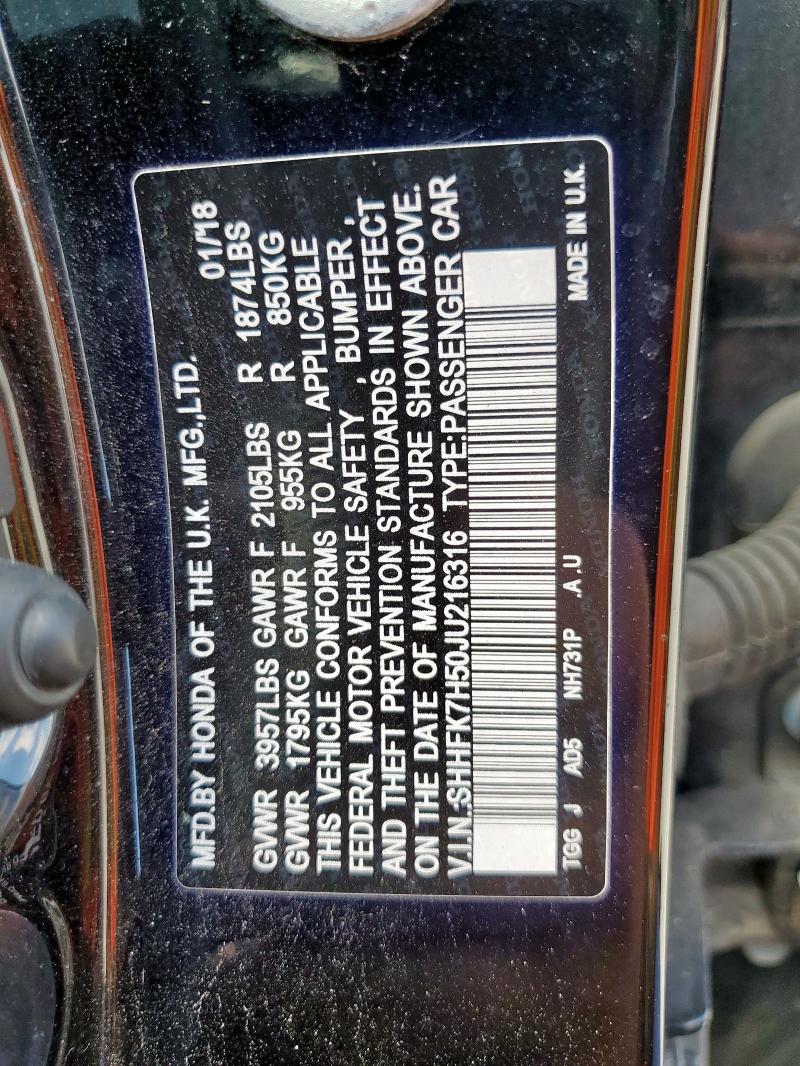 MFD.BY HONDA OF THE U.K. MFG.,LTD. 01/18
GVWR 3957LBS GAWR F 2105LBS R 1874LBS
GVWR 1795KG GAWR F 955KG R 850KG
THIS VEHICLE CONFORMS TO ALL APPLICABLE
FEDERAL MOTOR VEHICLE SAFETY , BUMPER ,
AND THEFT PREVENTION STANDARDS IN EFFECT
ON THE DATE OF MANUFACTURE SHOWN ABOVE.
V.I.N.:SHHFK7H50JU216316 TYPE:PASSENGER CAR
TGG J AD5 NH731P .A .U MADE IN U.K.